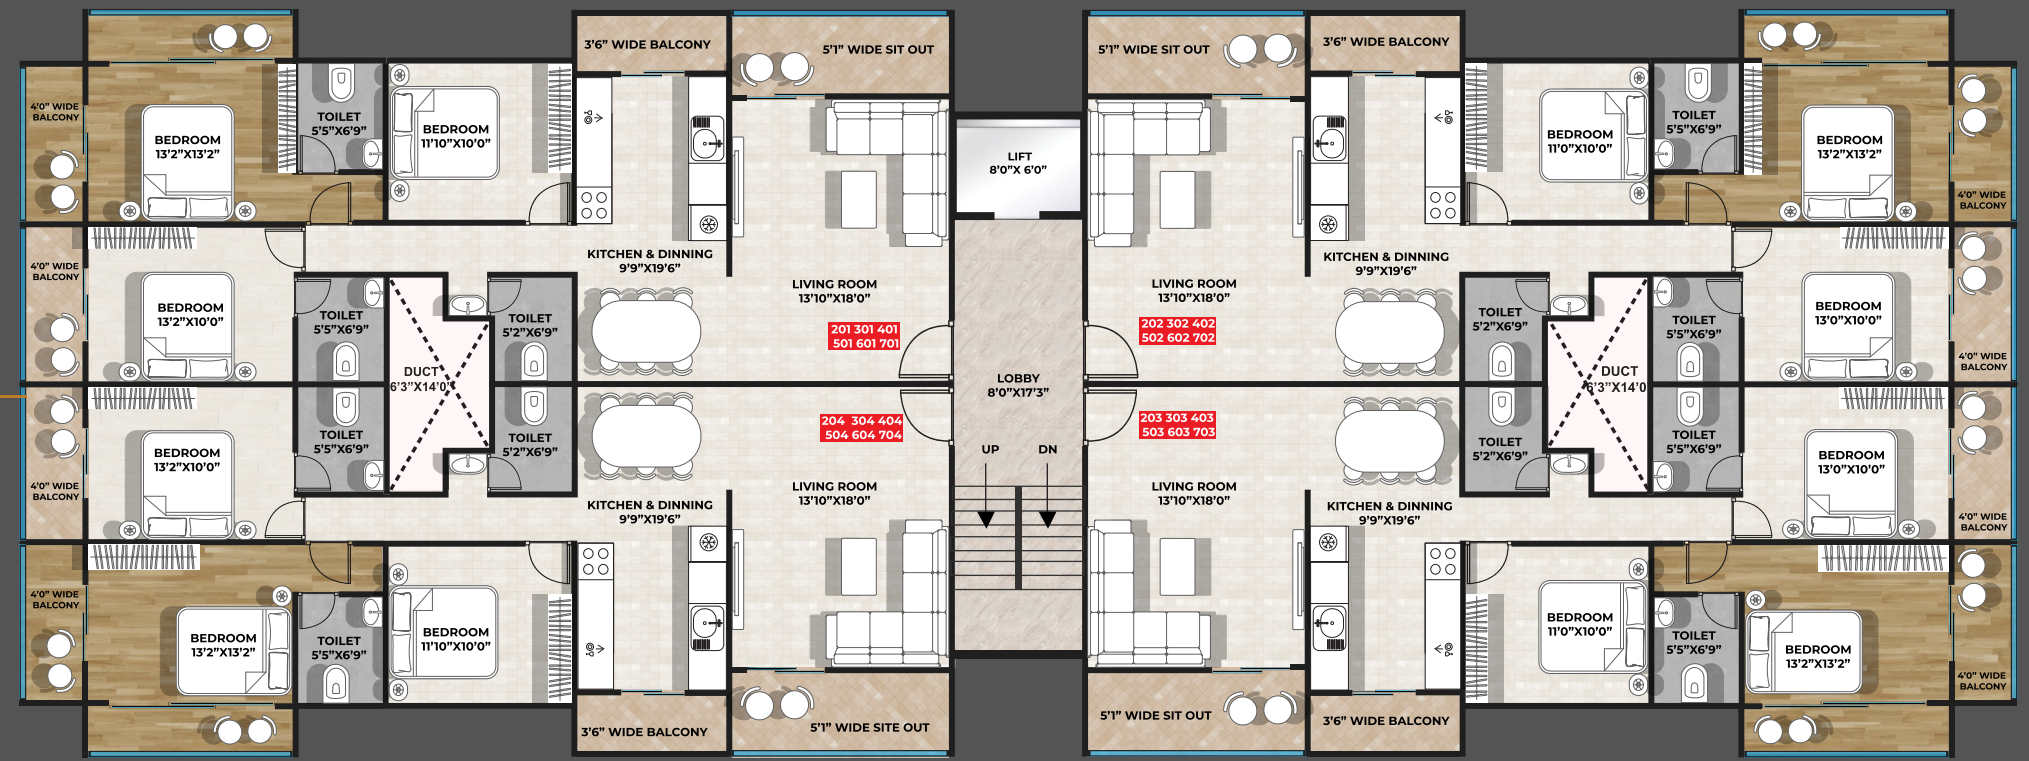 3'6" WIDE BALCONY
5'1" WIDE SIT OUT
5'1" WIDE SIT OUT
3'6" WIDE BALCONY
4'0" WIDE
BALCONY
TOILET
5'5"X6'9"
BEDROOM
13'2"X13'2"
BEDROOM
11'10"X10'0"
LIFT
8'0"X 6'0"
BEDROOM
11'0"X10'0"
TOILET
5'5"X6'9"
BEDROOM
13'2"X13'2"
4'0" WIDE
BALCONY
4'0" WIDE
BALCONY
KITCHEN & DINNING
9'9"X19'6"
KITCHEN & DINNING
9'9"X19'6"
BEDROOM
13'2"X10'0"
TOILET
5'5"X6'9"
TOILET
5'2"X6'9"
LIVING ROOM
13'10"X18'0"
LIVING ROOM
13'10"X18'0"
TOILET
5'2"X6'9"
TOILET
5'5"X6'9"
BEDROOM
13'0"X10'0"
201 301 401
501 601 701
202 302 402
502 602 702
4'0" WIDE
BALCONY
DUCT
6'3"X14'0"
LOBBY
8'0"X17'3"
DUCT
6'3"X14'0
204 304 404
504 604 704
203 303 403
503 603 703
BEDROOM
13'2"X10'0"
TOILET
5'5"X6'9"
TOILET
5'2"X6'9"
UP
DN
TOILET
5'2"X6'9"
TOILET
5'5"X6'9"
BEDROOM
13'0"X10'0"
4'0" WIDE
BALCONY
LIVING ROOM
13'10"X18'0"
LIVING ROOM
13'10"X18'0"
KITCHEN & DINNING
9'9"X19'6"
KITCHEN & DINNING
9'9"X19'6"
4'0" WIDE
BALCONY
4'0" WIDE
BALCONY
BEDROOM
13'2"X13'2"
TOILET
5'5"X6'9"
BEDROOM
11'10"X10'0"
BEDROOM
11'0"X10'0"
TOILET
5'5"X6'9"
BEDROOM
13'2"X13'2"
4'0" WIDE
BALCONY
3'6" WIDE BALCONY
5'1" WIDE SITE OUT
5'1" WIDE SIT OUT
3'6" WIDE BALCONY